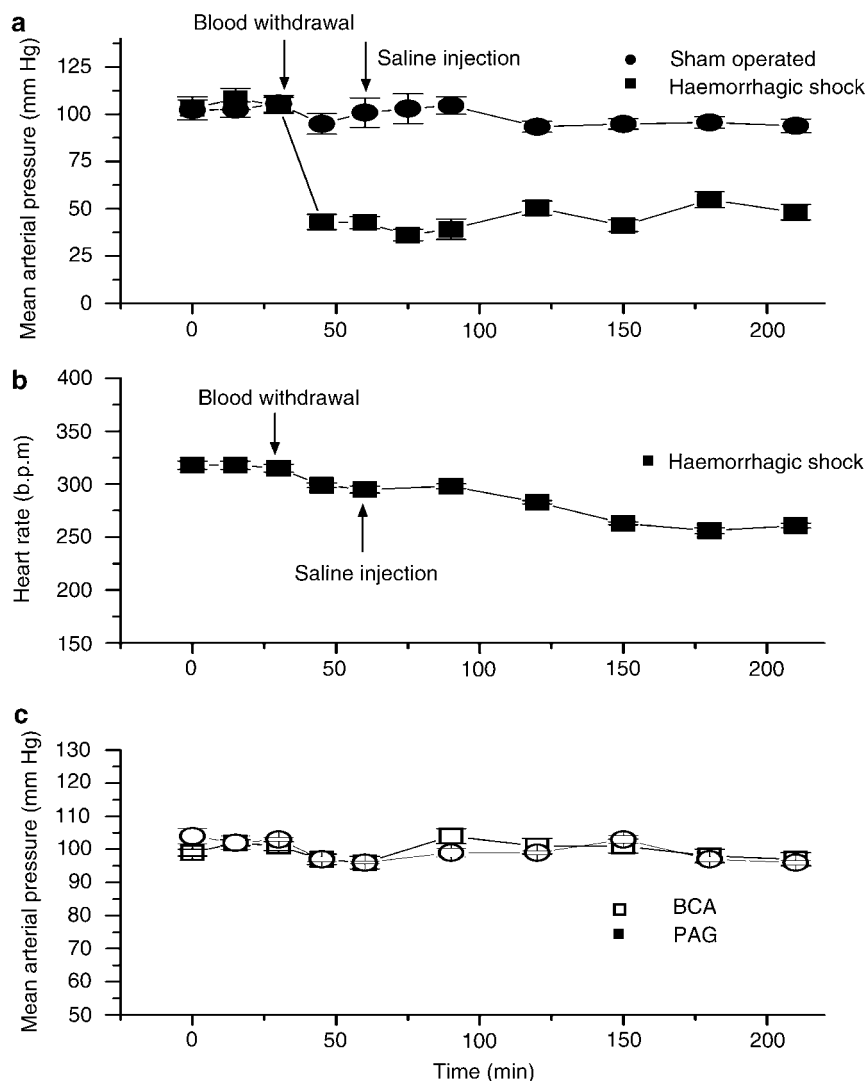 a
Blood withdrawal
Saline injection
Sham operated
Haemorrhagic shock
Mean arterial pressure (mm Hg)
125
100
75
50
25
0
0 50 100 150 200
b
Blood withdrawal
Haemorrhagic shock
Saline injection
Heart rate (b.p.m)
400
350
300
250
200
150
0 50 100 150 200
c
Mean arterial pressure (mm Hg)
130
120
110
100
90
80
70
60
50
BCA
PAG
0 50 100 150 200
Time (min)